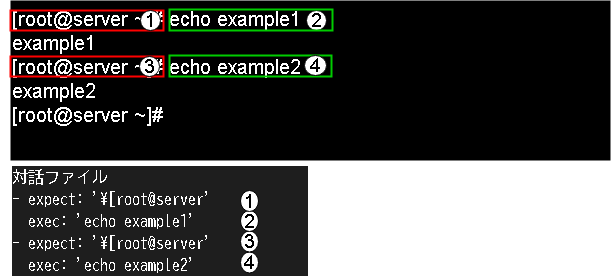 [root@server ~①# echo example1 ②
example1
[root@server ~③# echo example2 ④
example2
[root@server ~]#
対話ファイル
- expect: '¥[root@server' ①
exec: 'echo example1' ②
- expect: '¥[root@server' ③
exec: 'echo example2' ④